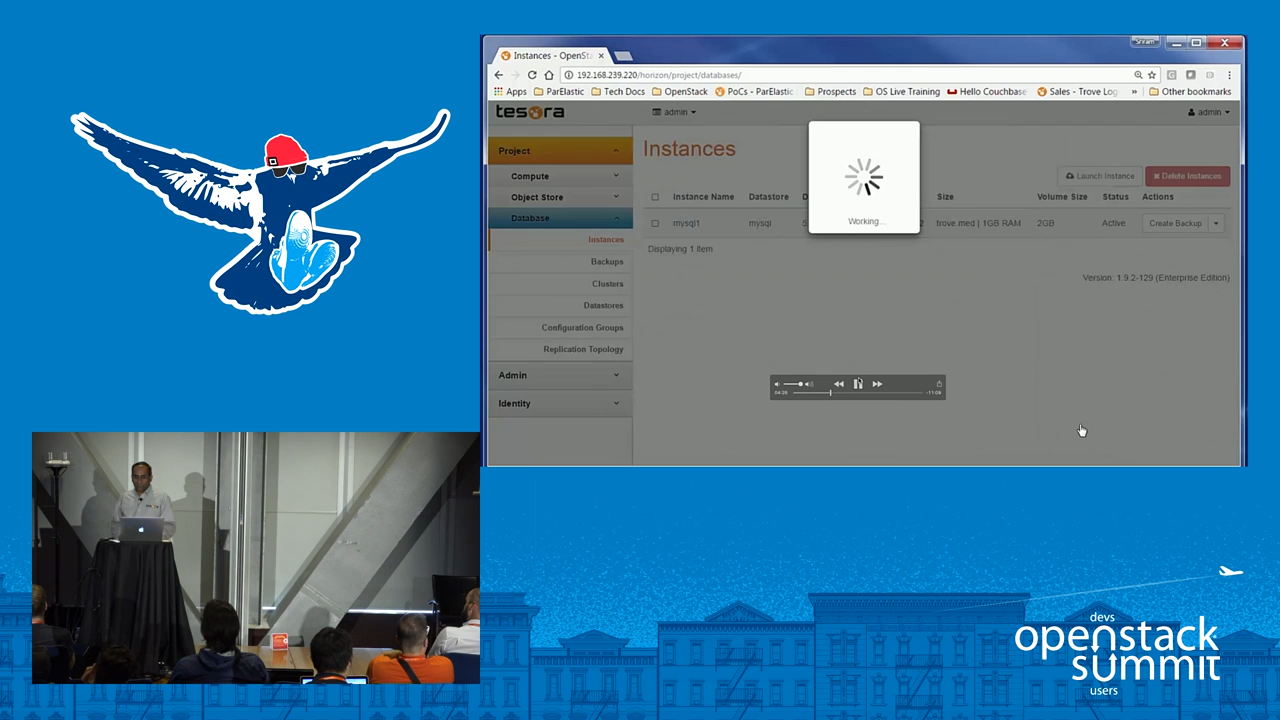 Sriram
Instances - OpenSta
192.168.239.220/horizon/project/databases/
Apps ParElastic Tech Docs OpenStack PoCs - ParElastic Prospects OS Live Training Hello Couchbase Sales - Trove Log » Other bookmarks
tesora admin admin
Project
Compute
Object Store
Database
Instances
Backups
Clusters
Datastores
Configuration Groups
Replication Topology
Admin
Identity
Instances
Launch Instance Delete Instances
Instance Name Datastore D Size Volume Size Status Actions
mysql1 mysql 5 trove.med | 1GB RAM 2GB Active Create Backup
Displaying 1 item
Version: 1.9.2-129 (Enterprise Edition)
Working...
devs
openstack
summit
users